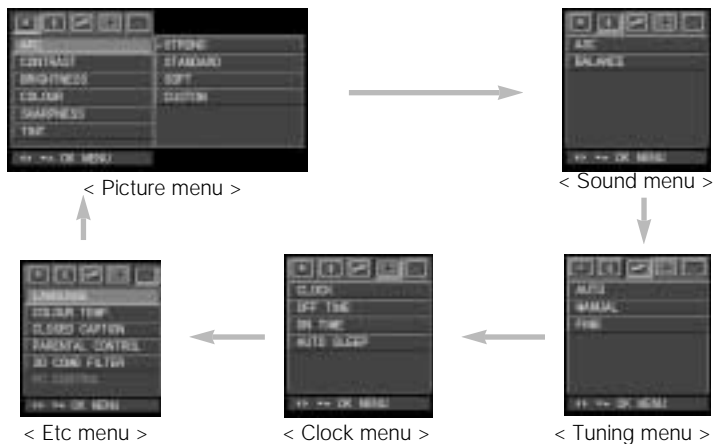 APC STRONG
CONTRAST STANDARD
BRIGHTNESS SOFT
COLOUR CUSTOM
SHARPNESS
TINT
OK MENU
< Picture menu >
BALANCE
OK MENU
< Sound menu >
LANGUAGE
COLOUR TEMP.
CLOSED CAPTION
PARENTAL CONTROL
3D COMB FILTER
OK MENU
< Etc menu >
CLOCK
OFF TIME
ON TIME
AUTO SLEEP
OK MENU
< Clock menu >
AUTO
MANUAL
FINE
OK MENU
< Tuning menu >